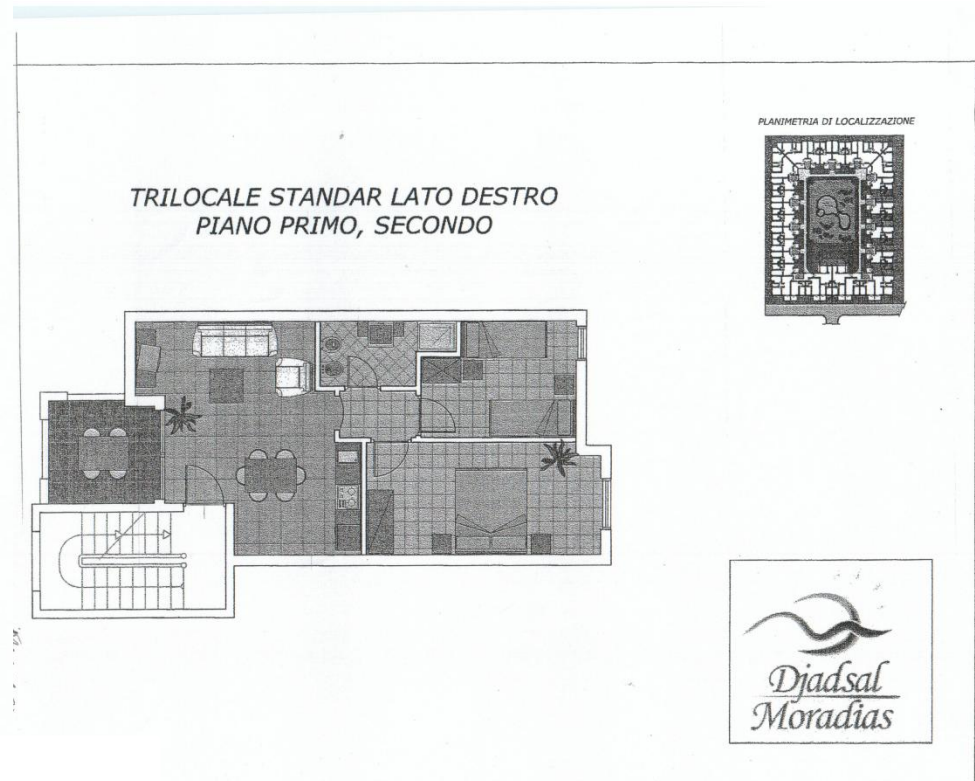 PLANIMETRIA DI LOCALIZZAZIONE
TRILOCALE STANDAR LATO DESTRO
PIANO PRIMO, SECONDO
Djadsal
Moradias